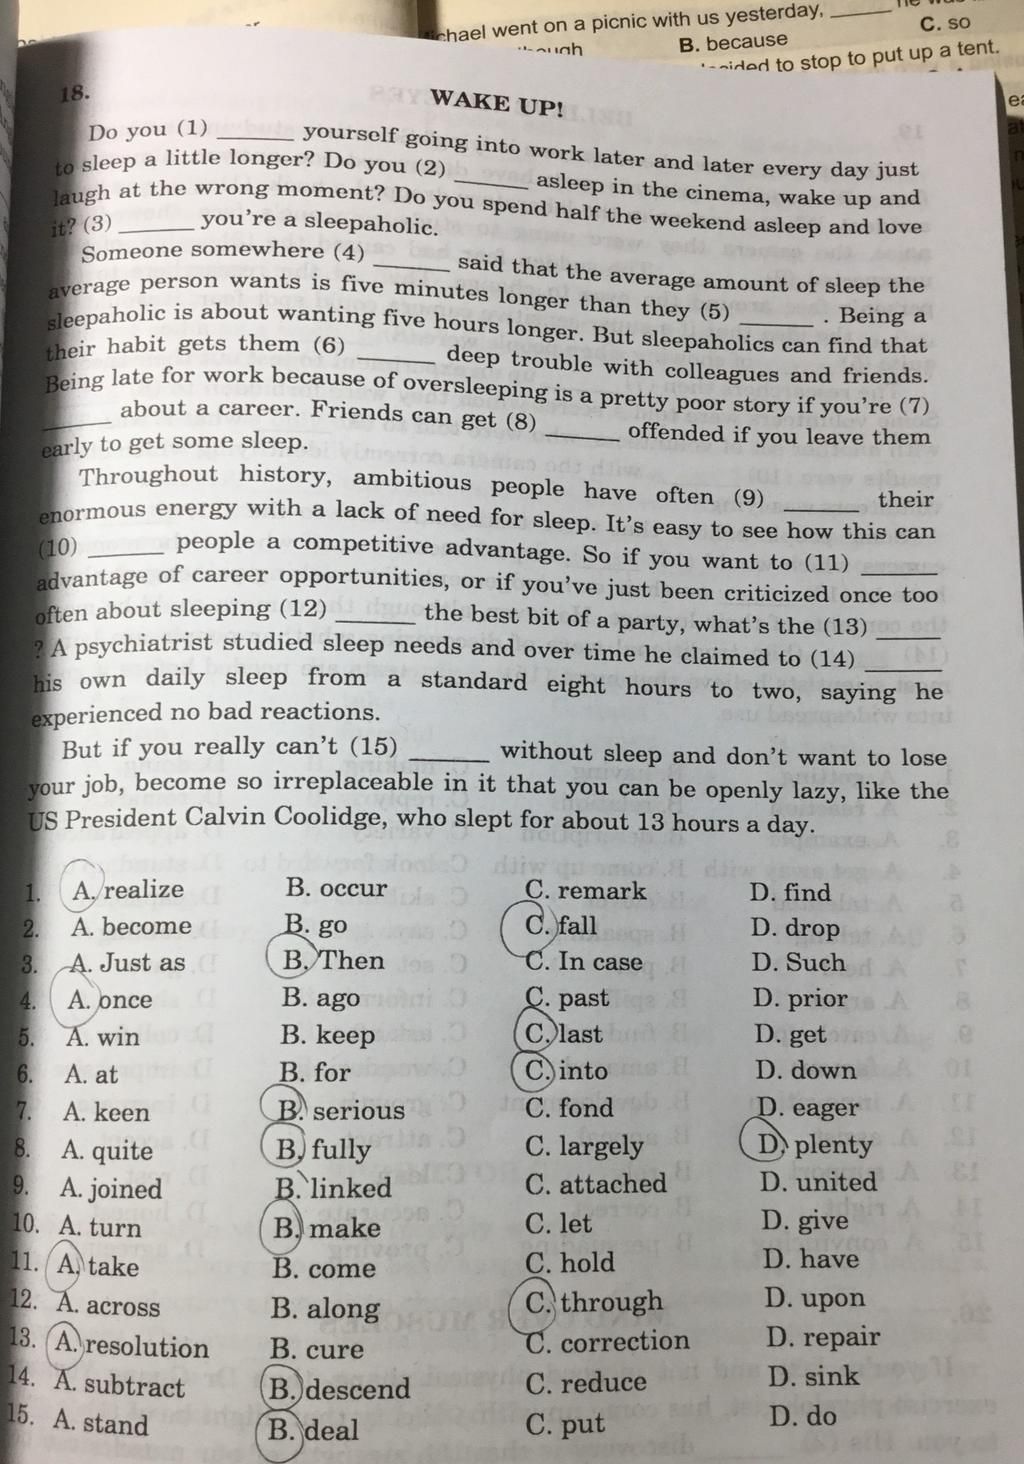 chael went on a picnic with us yesterday, ______
B. because
C. so
to stop to put up a tent.
18.
WAKE UP!
Do you (1) ______ yourself going into work later and later every day just
to sleep a little longer? Do you (2) ______ asleep in the cinema, wake up and
laugh at the wrong moment? Do you spend half the weekend asleep and love
it? (3) ______ you're a sleepaholic.
Someone somewhere (4) ______ said that the average amount of sleep the
average person wants is five minutes longer than they (5) ______ . Being a
sleepaholic is about wanting five hours longer. But sleepaholics can find that
their habit gets them (6) ______ deep trouble with colleagues and friends.
Being late for work because of oversleeping is a pretty poor story if you're (7)
______ about a career. Friends can get (8) ______ offended if you leave them
early to get some sleep.
Throughout history, ambitious people have often (9) ______ their
enormous energy with a lack of need for sleep. It's easy to see how this can
(10) ______ people a competitive advantage. So if you want to (11) ______
advantage of career opportunities, or if you've just been criticized once too
often about sleeping (12) ______ the best bit of a party, what's the (13) ______
? A psychiatrist studied sleep needs and over time he claimed to (14) ______
his own daily sleep from a standard eight hours to two, saying he
experienced no bad reactions.
But if you really can't (15) ______ without sleep and don't want to lose
your job, become so irreplaceable in it that you can be openly lazy, like the
US President Calvin Coolidge, who slept for about 13 hours a day.
1. A. realize B. occur C. remark D. find
2. A. become B. go C. fall D. drop
3. A. Just as B. Then C. In case D. Such
4. A. once B. ago C. past D. prior
5. A. win B. keep C. last D. get
6. A. at B. for C. into D. down
7. A. keen B. serious C. fond D. eager
8. A. quite B. fully C. largely D. plenty
9. A. joined B. linked C. attached D. united
10. A. turn B. make C. let D. give
11. A. take B. come C. hold D. have
12. A. across B. along C. through D. upon
13. A. resolution B. cure C. correction D. repair
14. A. subtract B. descend C. reduce D. sink
15. A. stand B. deal C. put D. do